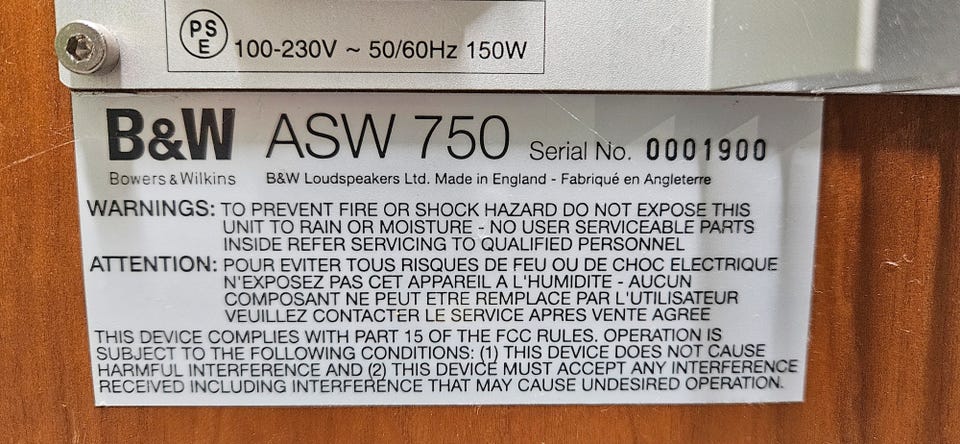 PS
E
100-230V ~ 50/60Hz 150W
B&W ASW 750 Serial No. 0001900
Bowers & Wilkins B&W Loudspeakers Ltd. Made in England - Fabriqué en Angleterre
WARNINGS: TO PREVENT FIRE OR SHOCK HAZARD DO NOT EXPOSE THIS
UNIT TO RAIN OR MOISTURE - NO USER SERVICEABLE PARTS
INSIDE REFER SERVICING TO QUALIFIED PERSONNEL
ATTENTION: POUR EVITER TOUS RISQUES DE FEU OU DE CHOC ELECTRIQUE
N'EXPOSEZ PAS CET APPAREIL A L'HUMIDITE - AUCUN
COMPOSANT NE PEUT ETRE REMPLACE PAR L'UTILISATEUR
VEUILLEZ CONTACTER LE SERVICE APRES VENTE AGREE
THIS DEVICE COMPLIES WITH PART 15 OF THE FCC RULES. OPERATION IS
SUBJECT TO THE FOLLOWING CONDITIONS: (1) THIS DEVICE DOES NOT CAUSE
HARMFUL INTERFERENCE AND (2) THIS DEVICE MUST ACCEPT ANY INTERFERENCE
RECEIVED INCLUDING INTERFERENCE THAT MAY CAUSE UNDESIRED OPERATION.